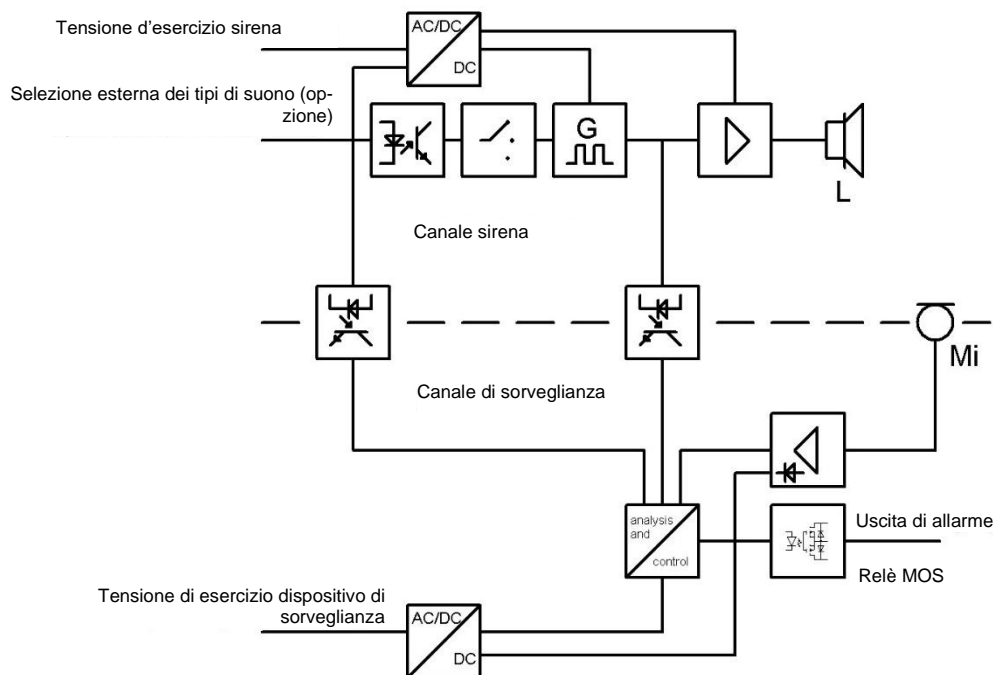 Tensione d'esercizio sirena
AC/DC
DC
Selezione esterna dei tipi di suono (op-
zione)
G
L
Canale sirena
Mi
Canale di sorveglianza
analysis
and
control
Uscita di allarme
Relè MOS
Tensione di esercizio dispositivo di
sorveglianza
AC/DC
DC